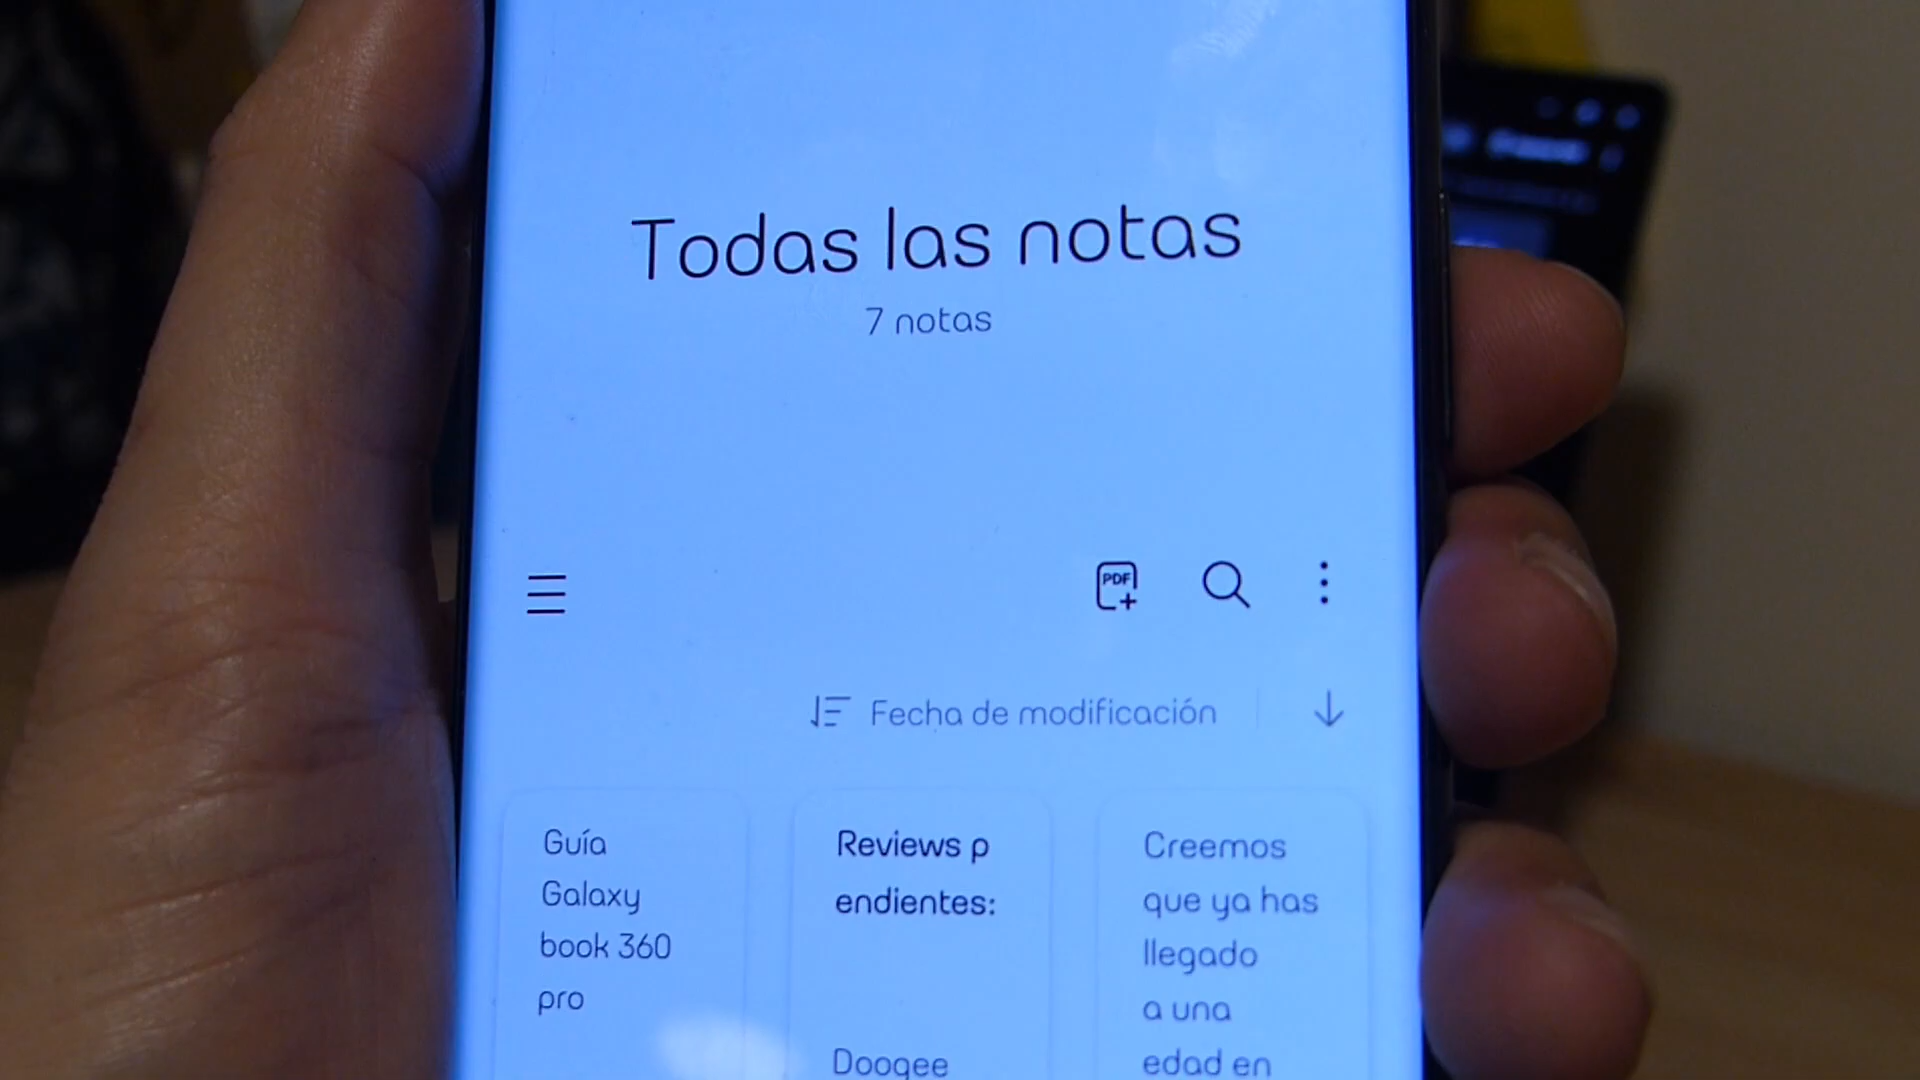 Todas las notas
7 notas
PDF
Fecha de modificación
Guía
Galaxy
book 360
pro
Reviews p
endientes:
Doogee
Creemos
que ya has
llegado
a una
edad en